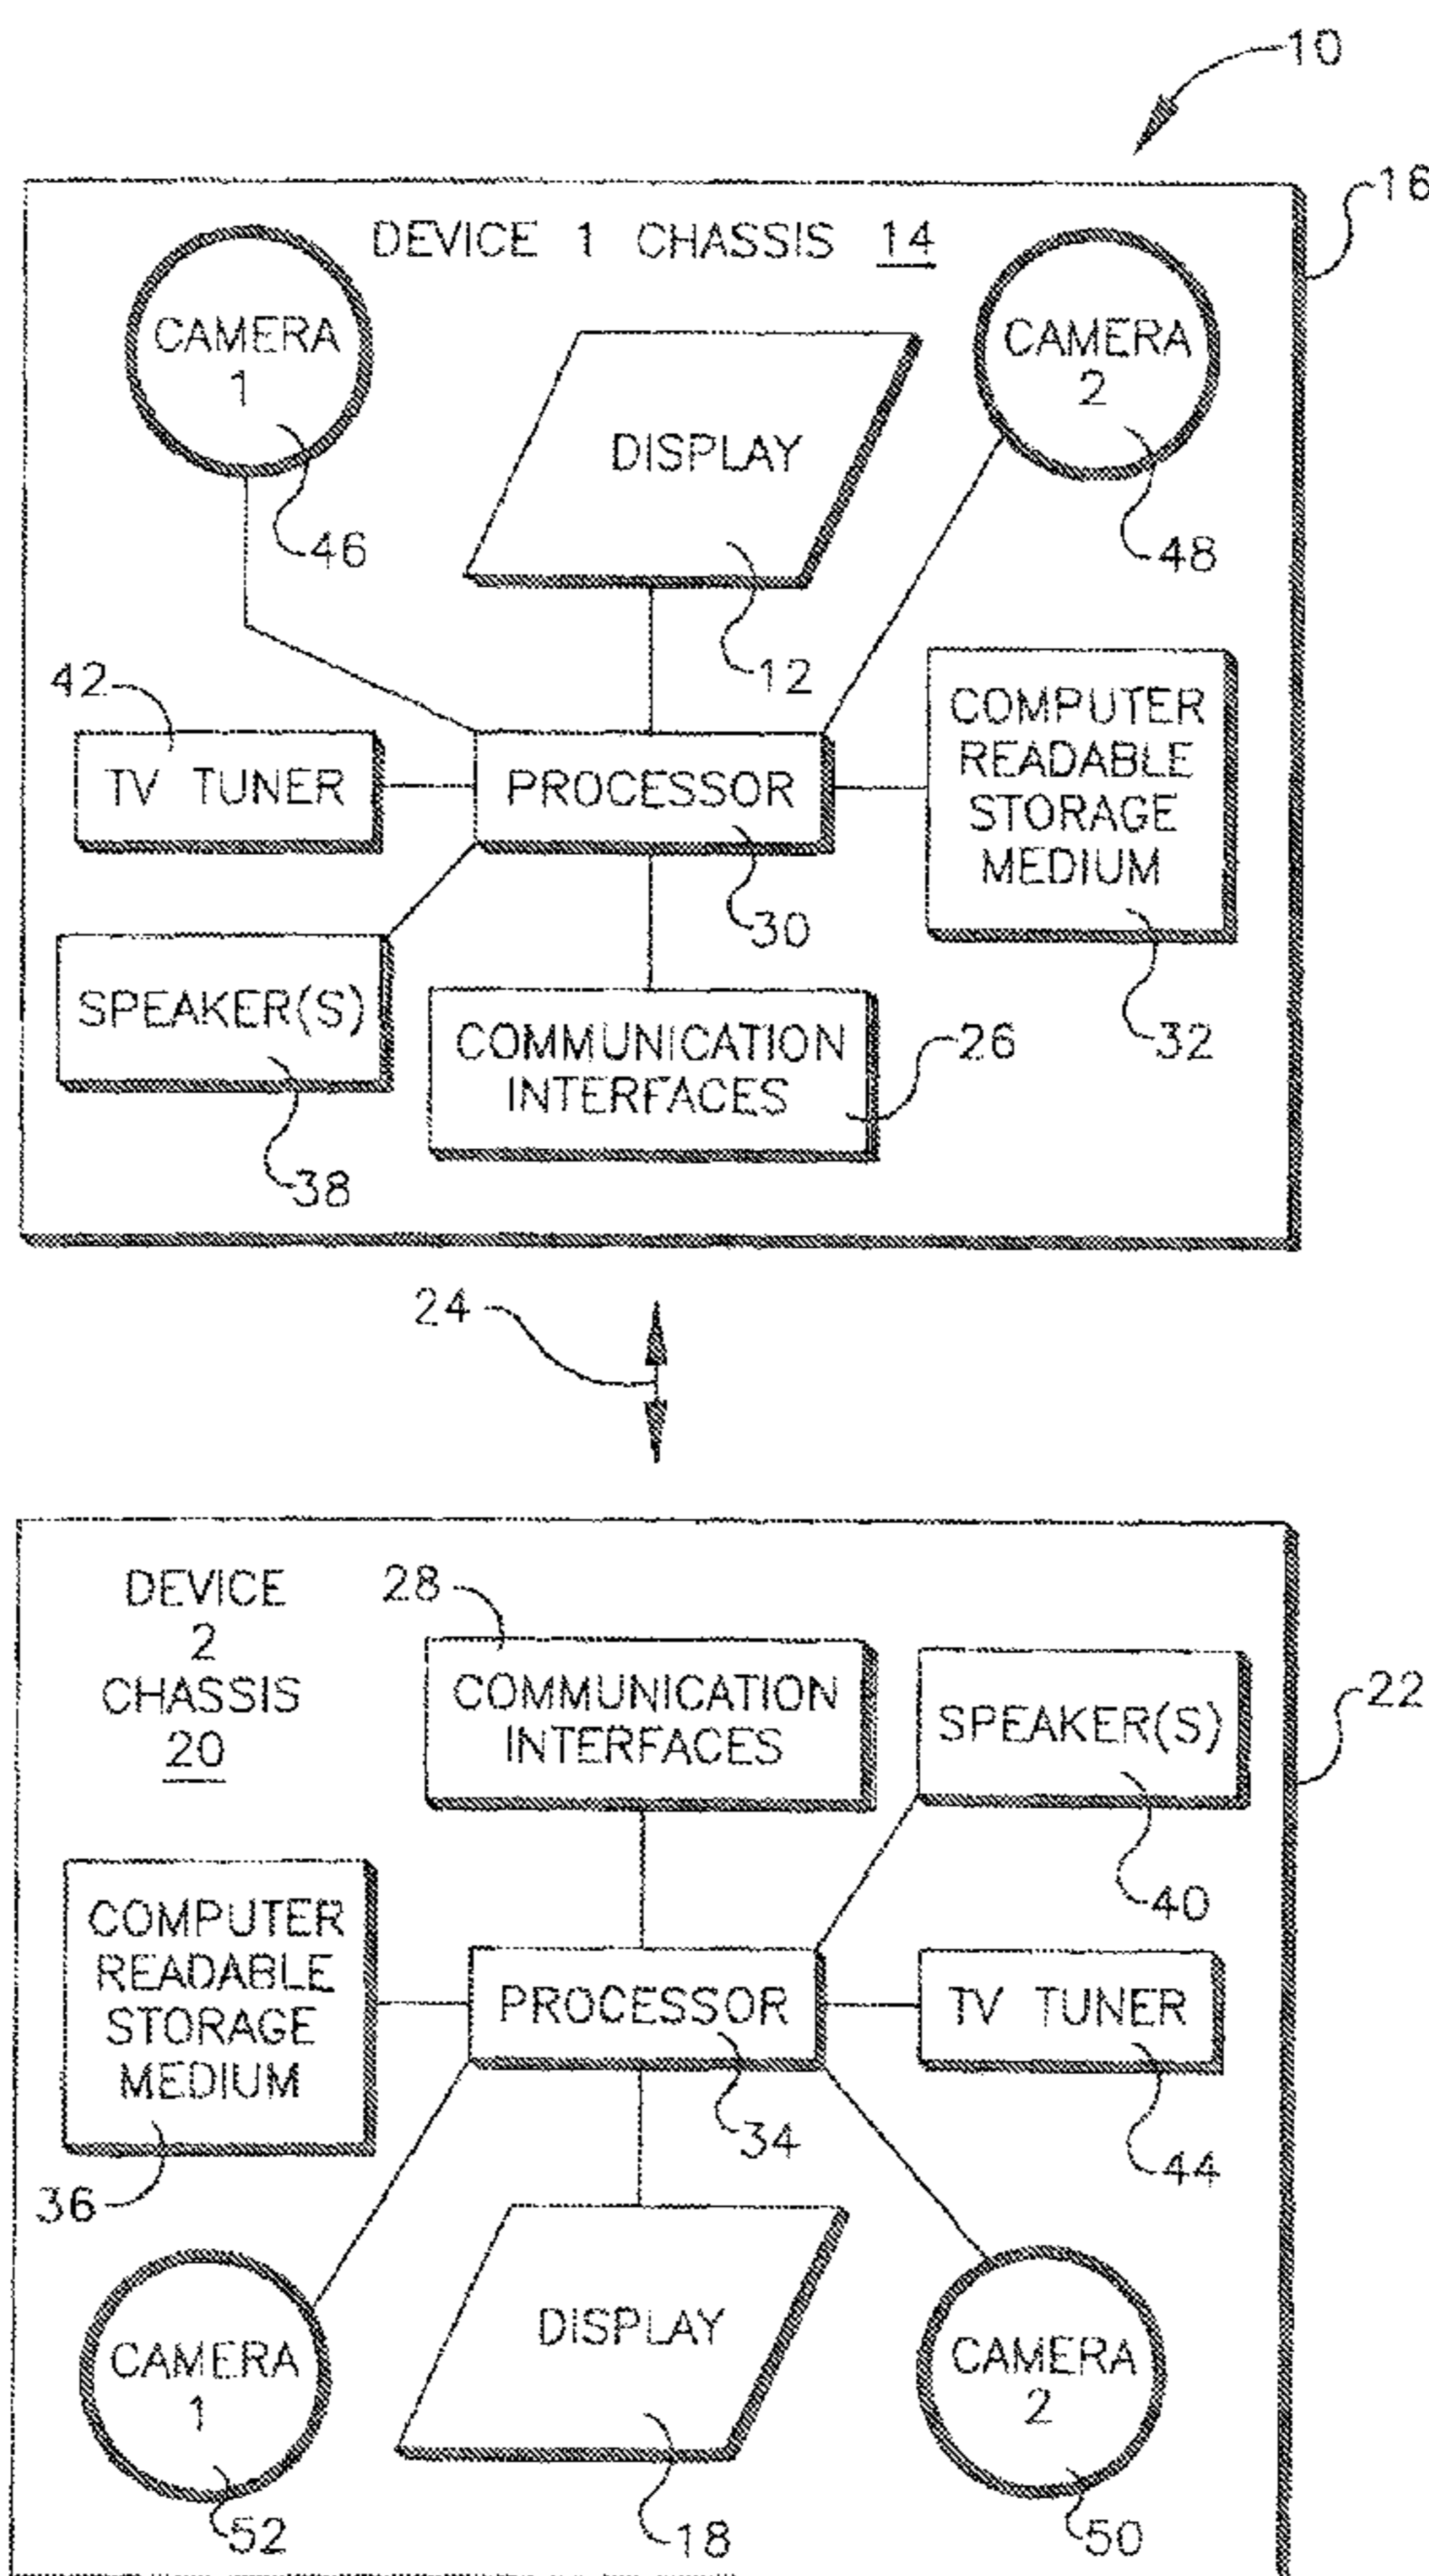 10
16
DEVICE 1 CHASSIS 14
CAMERA
1
CAMERA
2
DISPLAY
46
48
12
42
COMPUTER
READABLE
STORAGE
MEDIUM
TV TUNER
PROCESSOR
30
SPEAKER(S)
COMMUNICATION
INTERFACES
26
32
38
24
DEVICE
2
CHASSIS
20
28
COMMUNICATION
INTERFACES
SPEAKER(S)
22
40
COMPUTER
READABLE
STORAGE
MEDIUM
PROCESSOR
TV TUNER
34
44
36
CAMERA
1
DISPLAY
CAMERA
2
52
18
50